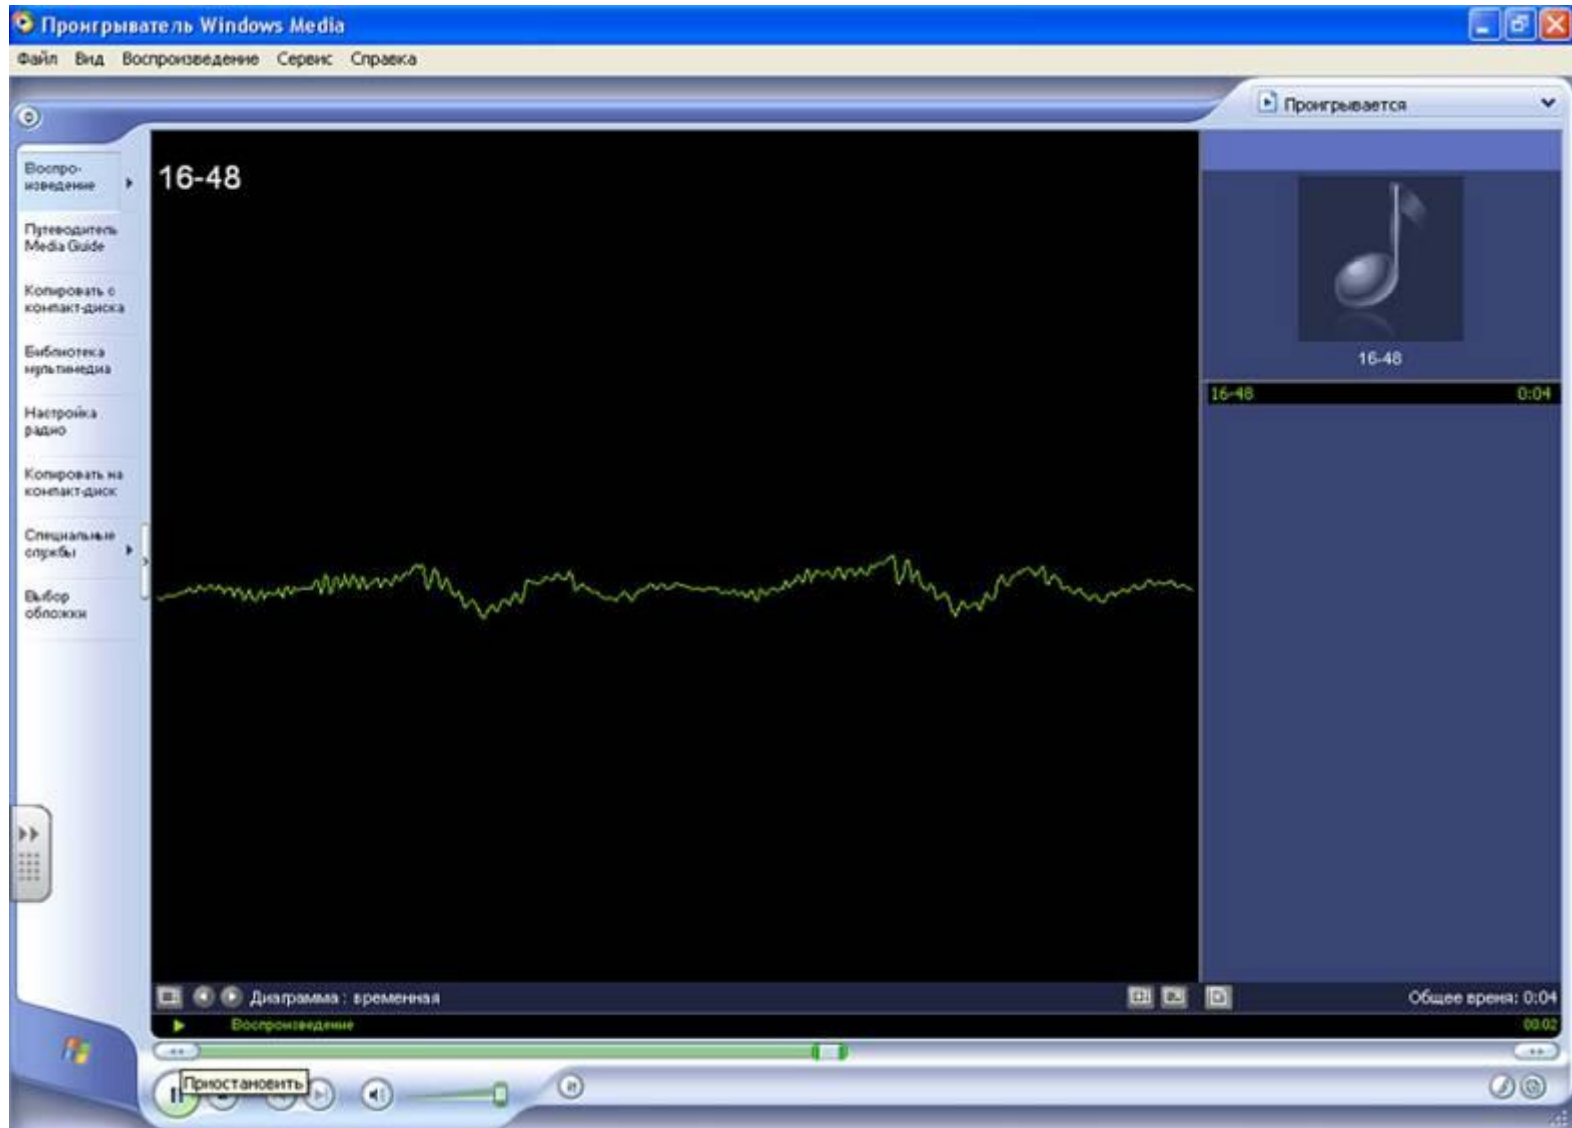 Проигрыватель Windows Media
Файл Вид Воспроизведение Сервис Справка
Проигрывается
Воспро-
изведение
Путеводитель
Media Guide
Копировать с
компакт-диска
Библиотека
мультимедиа
Настройка
радио
Копировать на
компакт-диск
Специальные
службы
Выбор
обложки
16-48
16-48
16-48 0:04
Диаграмма : временная
Общее время: 0:04
Воспроизведение 00:02
Приостановить